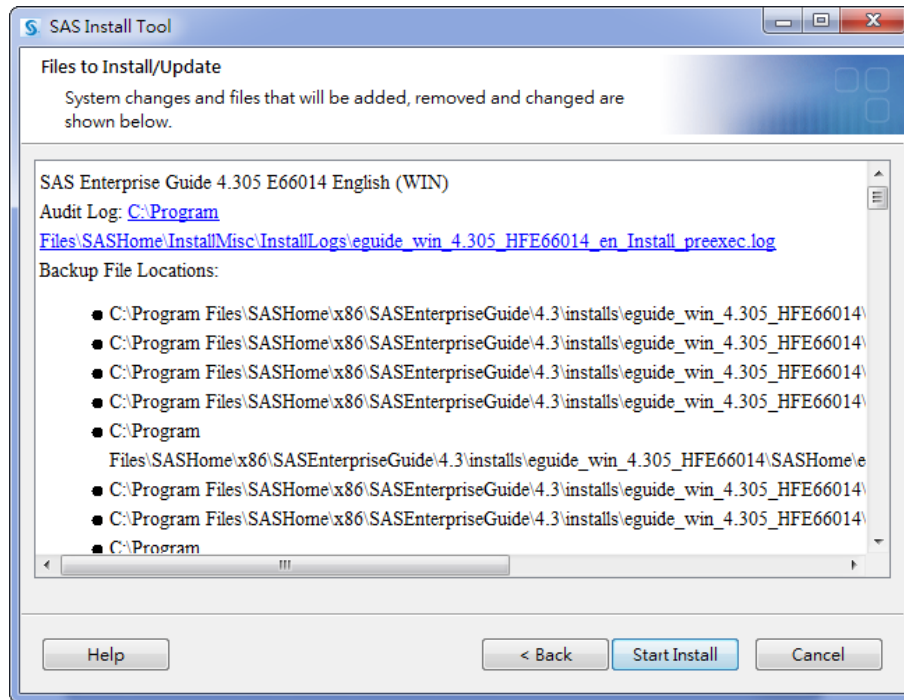 SAS Install Tool
Files to Install/Update
System changes and files that will be added, removed and changed are
shown below.
SAS Enterprise Guide 4.305 E66014 English (WIN)
Audit Log: C:\Program
Files\SASHome\InstallMisc\InstallLogs\eguide_win_4.305_HFE66014_en_Install_preexec.log
Backup File Locations:
C:\Program Files\SASHome\x86\SASEnterpriseGuide\4.3\installs\eguide_win_4.305_HFE66014\
C:\Program Files\SASHome\x86\SASEnterpriseGuide\4.3\installs\eguide_win_4.305_HFE66014\
C:\Program Files\SASHome\x86\SASEnterpriseGuide\4.3\installs\eguide_win_4.305_HFE66014\
C:\Program Files\SASHome\x86\SASEnterpriseGuide\4.3\installs\eguide_win_4.305_HFE66014\
C:\Program
Files\SASHome\x86\SASEnterpriseGuide\4.3\installs\eguide_win_4.305_HFE66014\SASHome\e
C:\Program Files\SASHome\x86\SASEnterpriseGuide\4.3\installs\eguide_win_4.305_HFE66014\
C:\Program Files\SASHome\x86\SASEnterpriseGuide\4.3\installs\eguide_win_4.305_HFE66014\
C:\Program
Help
< Back
Start Install
Cancel